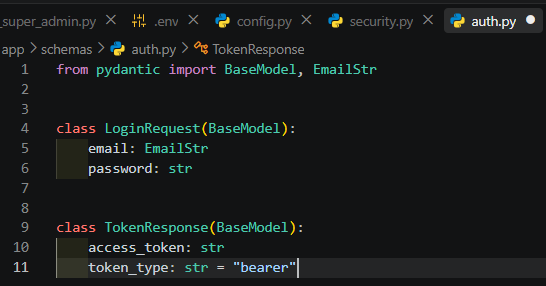 _super_admin.py .env config.py security.py auth.py
app > schemas > auth.py > TokenResponse
1 from pydantic import BaseModel, EmailStr
2
3
4 class LoginRequest(BaseModel):
5     email: EmailStr
6     password: str
7
8
9 class TokenResponse(BaseModel):
10     access_token: str
11     token_type: str = "bearer"